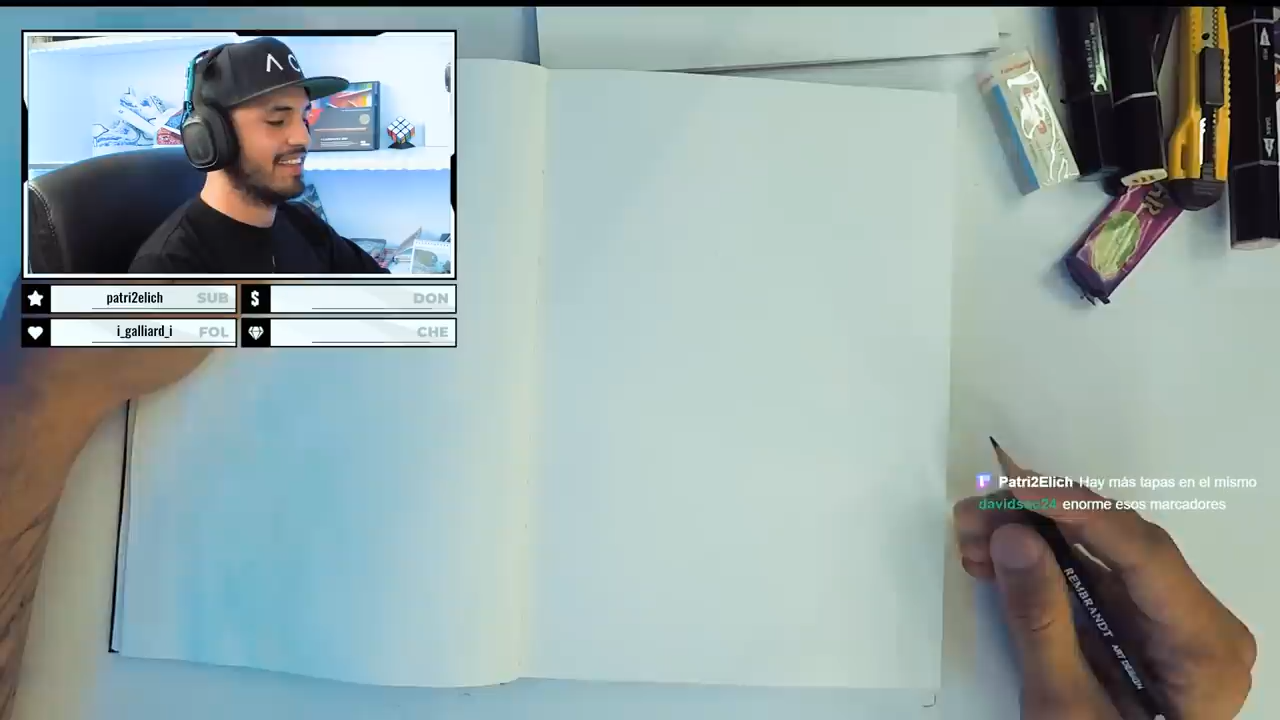 patri2elich SUB
DON
i_galliard_i FOL
CHE
Patri2Elich Hay más tapas en el mismo
enorme esos marcadores
REMBRANDT ART DESIGN